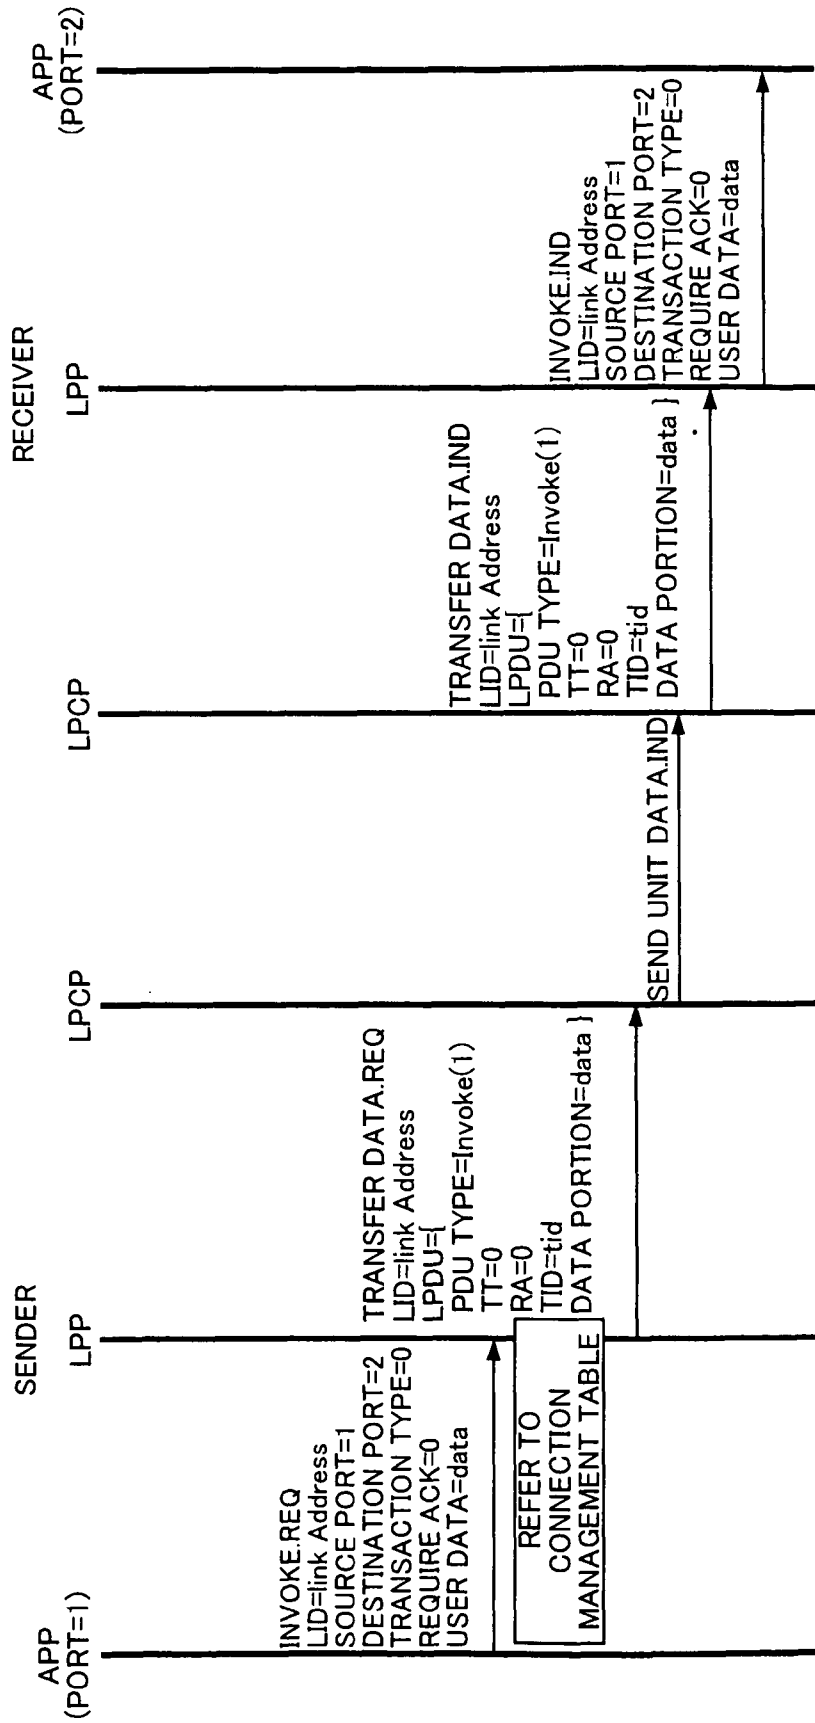 SENDER
RECEIVER
APP
(PORT=1)
LPP
LPCP
LPCP
LPP
APP
(PORT=2)
INVOKE.REQ
LID=link Address
SOURCE PORT=1
DESTINATION PORT=2
TRANSACTION TYPE=0
REQUIRE ACK=0
USER DATA=data
REFER TO
CONNECTION
MANAGEMENT TABLE
TRANSFER DATA.REQ
LID=link Address
LPDU={
PDU TYPE=Invoke(1)
TT=0
RA=0
TID=tid
DATA PORTION=data }
SEND UNIT DATA.IND
TRANSFER DATA.IND
LID=link Address
LPDU={
PDU TYPE=Invoke(1)
TT=0
RA=0
TID=tid
DATA PORTION=data }
INVOKE.IND
LID=link Address
SOURCE PORT=1
DESTINATION PORT=2
TRANSACTION TYPE=0
REQUIRE ACK=0
USER DATA=data